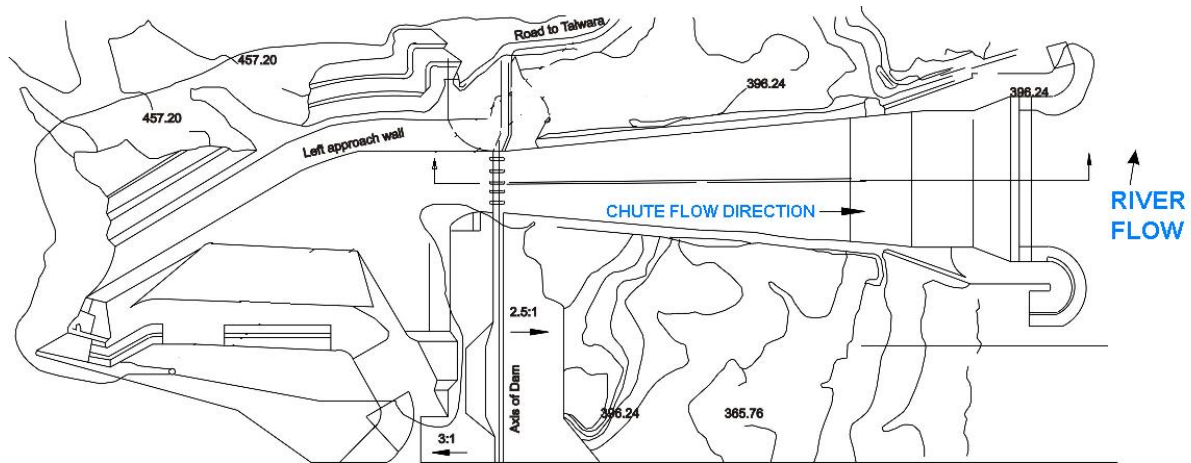 Road to Talwara
457.20
396.24
396.24
457.20
Left approach wall
RIVER
FLOW
CHUTE FLOW DIRECTION
2.5:1
Axis of Dam
396.24
365.76
3:1